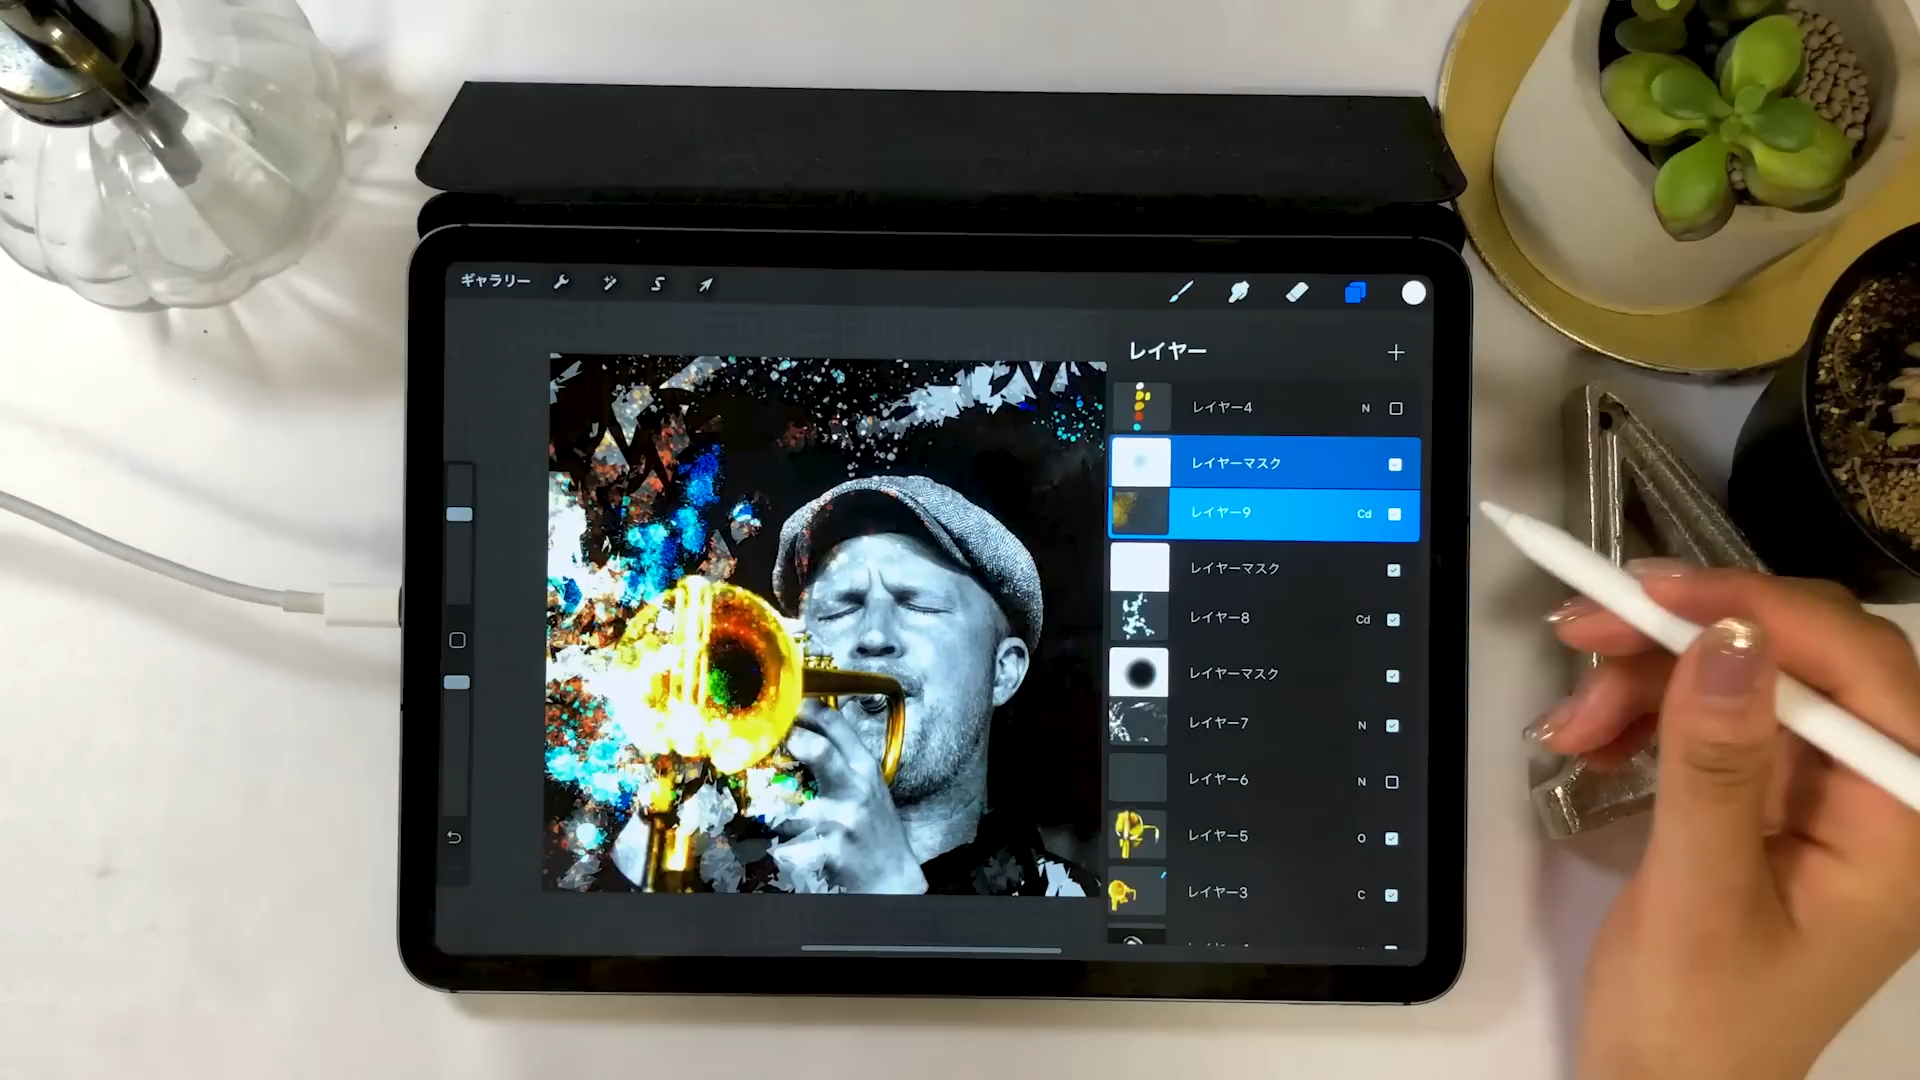 ギャラリー
レイヤー
レイヤー4 N
レイヤーマスク
レイヤー9 Cd
レイヤーマスク
レイヤー8 Cd
レイヤーマスク
レイヤー7 N
レイヤー6 N
レイヤー5 O
レイヤー3 C